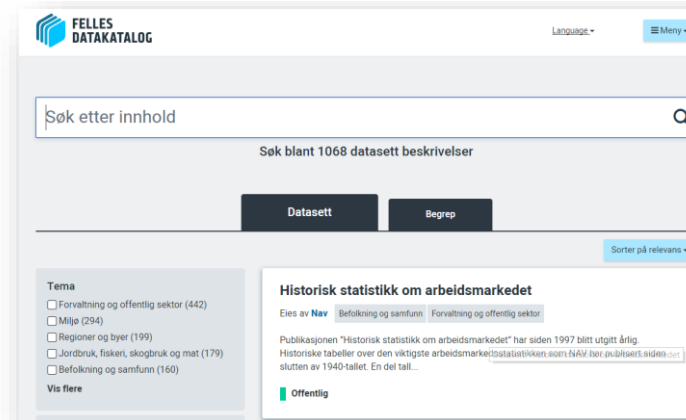 FELLES
DATAKATALOG
Language
Meny
Søk etter innhold
Søk blant 1068 datasett beskrivelser
Datasett
Begrep
Sorter på relevans
Tema
Forvaltning og offentlig sektor (442)
Miljø (294)
Regioner og byer (199)
Jordbruk, fiskeri, skogbruk og mat (179)
Befolkning og samfunn (160)
Vis flere
Historisk statistikk om arbeidsmarkedet
Eies av Nav Befolkning og samfunn Forvaltning og offentlig sektor
Publikasjonen "Historisk statistikk om arbeidsmarkedet" har siden 1997 blitt utgitt årlig.
Historiske tabeller over den viktigste arbeidsmarkedsstatistikken som NAV har publisert siden
slutten av 1940-tallet. En del tall...
Offentlig